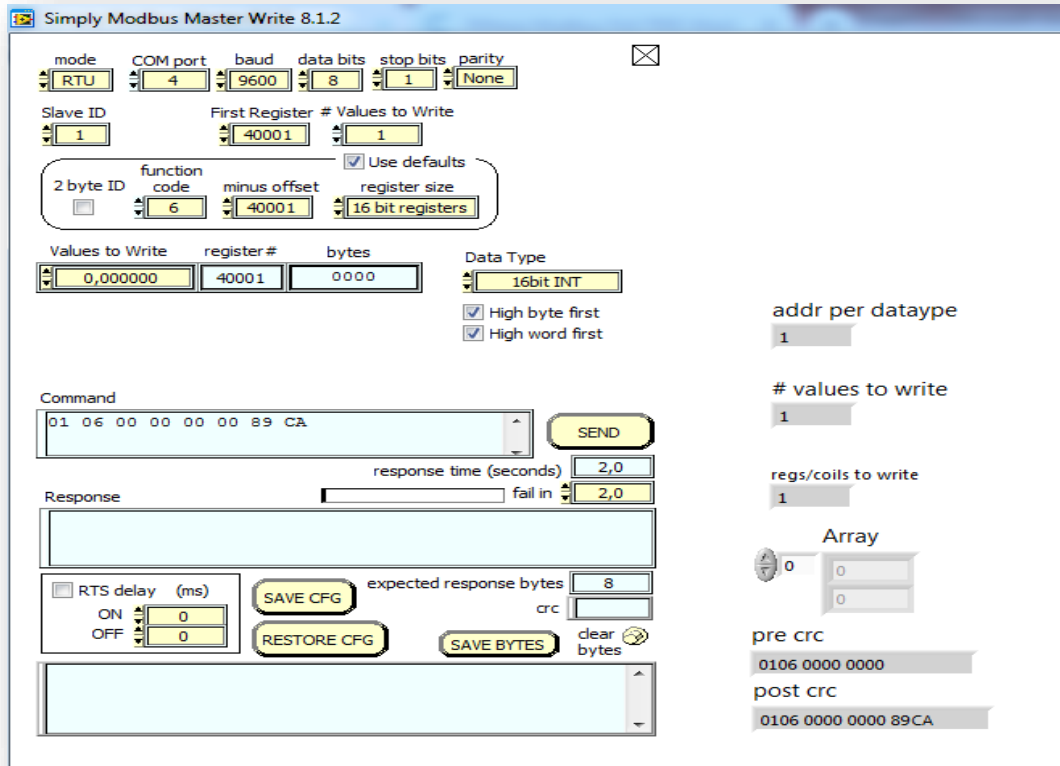 Simply Modbus Master Write 8.1.2
mode COM port baud data bits stop bits parity
RTU 4 9600 8 1 None
Slave ID First Register # Values to Write
1 40001 1
Use defaults
2 byte ID function code minus offset register size
6 40001 16 bit registers
Values to Write register# bytes
0,000000 40001 0000
Data Type
16bit INT
High byte first
High word first
addr per dataype
1
# values to write
1
regs/coils to write
1
Array
0 0
0
pre crc
0106 0000 0000
post crc
0106 0000 0000 89CA
Command
01 06 00 00 00 00 89 CA
SEND
response time (seconds) 2,0
Response fail in 2,0
RTS delay (ms)
ON 0
OFF 0
SAVE CFG
RESTORE CFG
expected response bytes 8
crc
SAVE BYTES
clear bytes